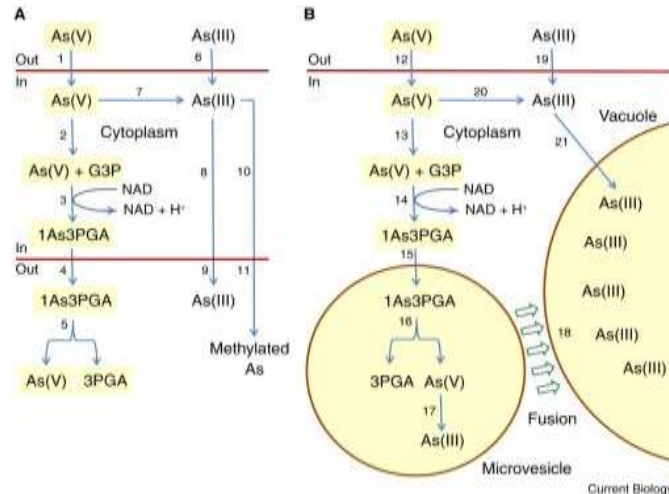 A
As(V) As(III)
Out 1 6
In
As(V) 7 As(III)
2 Cytoplasm
8 10
As(V) + G3P
3 NAD
NAD + H⁺
1As3PGA
In
Out 4 9 11
1As3PGA As(III)
5
Methylated
As
As(V) 3PGA
B
As(V) As(III)
Out 12 19
In
As(V) 20 As(III)
Vacuole
13 Cytoplasm 21
As(V) + G3P
14 NAD
NAD + H⁺
As(III)
1As3PGA
As(III)
15
1As3PGA As(III)
16
18 As(III)
3PGA As(V) As(III)
17
Fusion
As(III)
Microvesicle
Current Biology